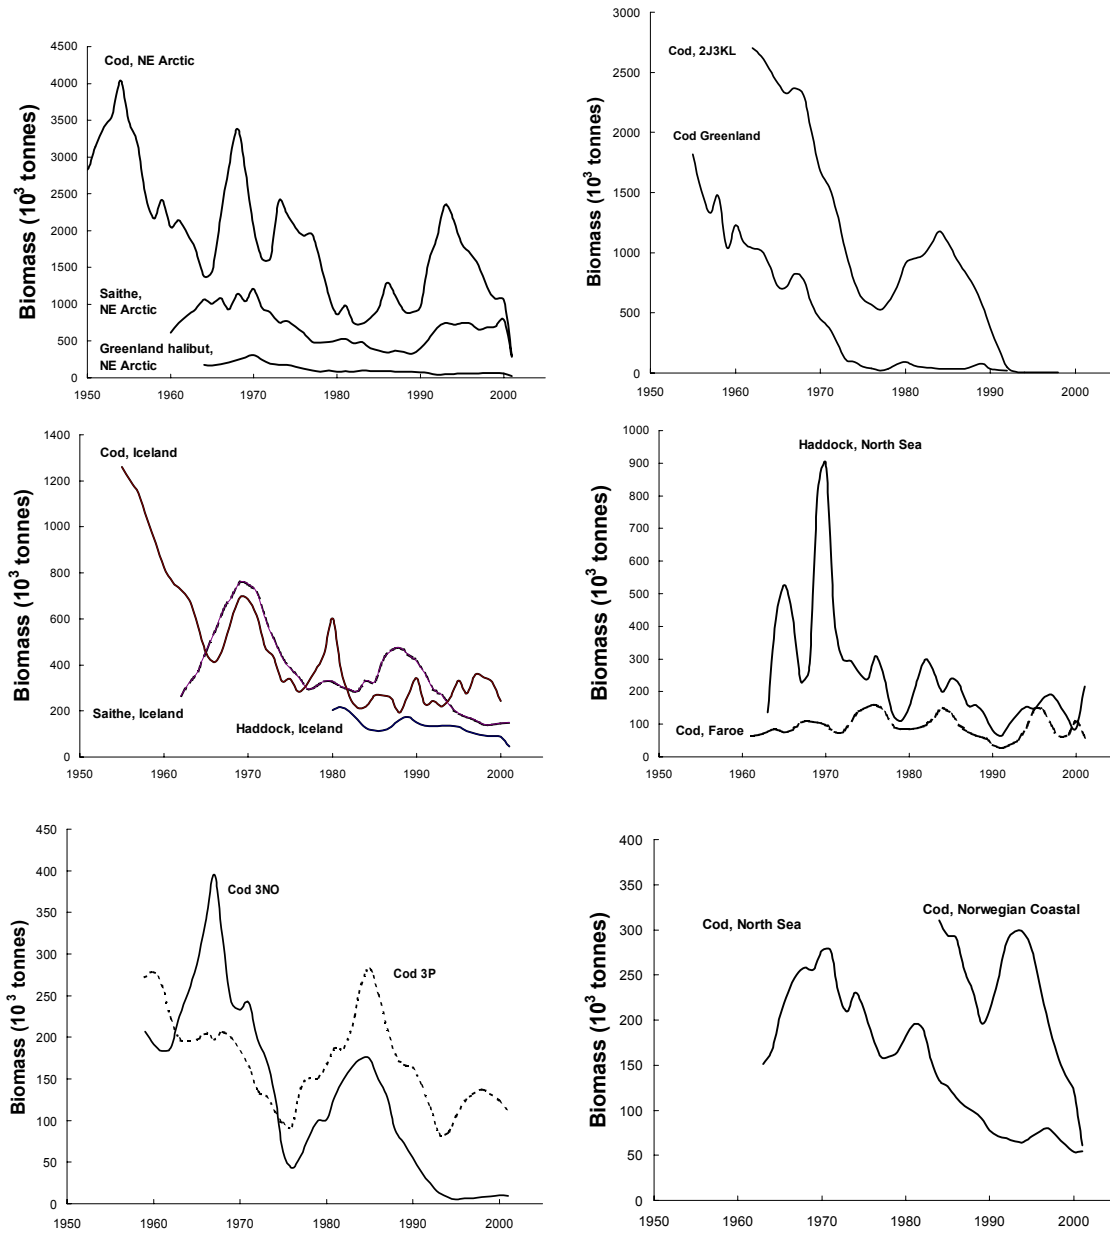 4500
4000
3500
3000
2500
2000
1500
1000
500
0
Biomass (10³ tonnes)
Cod, NE Arctic
Saithe,
NE Arctic
Greenland halibut,
NE Arctic
1950 1960 1970 1980 1990 2000
3000
2500
2000
1500
1000
500
0
Biomass (10³ tonnes)
Cod, 2J3KL
Cod Greenland
1950 1960 1970 1980 1990 2000
1400
1200
1000
800
600
400
200
0
Biomass (10³ tonnes)
Cod, Iceland
Saithe, Iceland
Haddock, Iceland
1950 1960 1970 1980 1990 2000
1000
900
800
700
600
500
400
300
200
100
0
Biomass (10³ tonnes)
Haddock, North Sea
Cod, Faroe
1950 1960 1970 1980 1990 2000
450
400
350
300
250
200
150
100
50
0
Biomass (10³ tonnes)
Cod 3NO
Cod 3P
1950 1960 1970 1980 1990 2000
400
350
300
250
200
150
100
50
0
Biomass (10³ tonnes)
Cod, North Sea
Cod, Norwegian Coastal
1950 1960 1970 1980 1990 2000